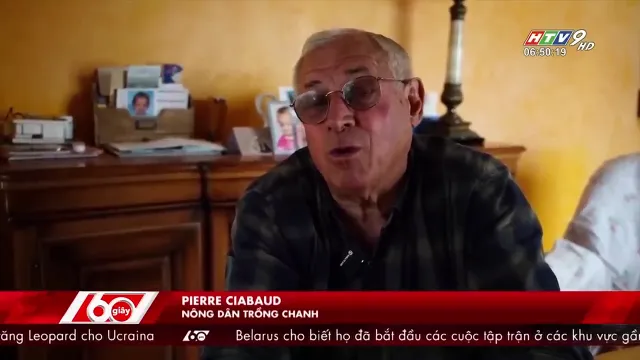 HTV9 HD
06:50:19
60 giây
PIERRE CIABAUD
NÔNG DÂN TRỒNG CHANH
ăng Leopard cho Ucraina 60 Belarus cho biết họ đã bắt đầu các cuộc tập trận ở các khu vực gần